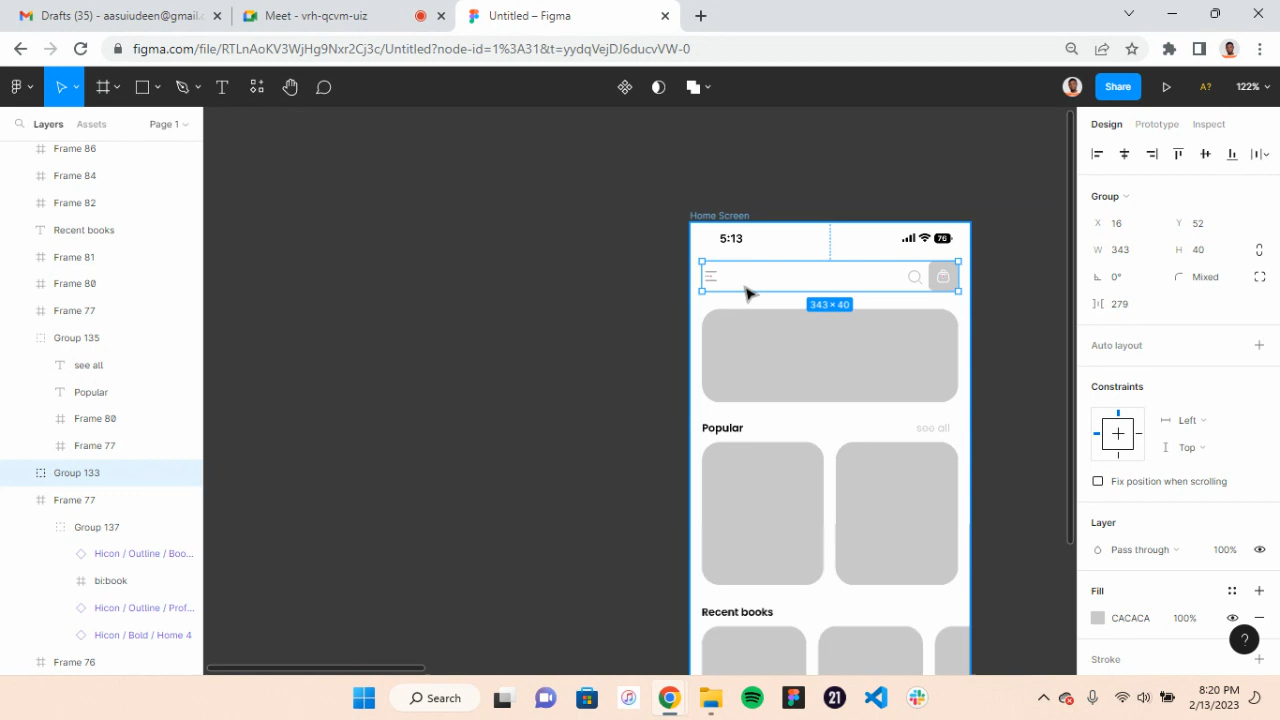 Drafts (35) - aasuiudeen@gmail.c
Meet - vrh-qcvm-uiz
Untitled – Figma
figma.com/file/RTLnAoKV3WjHg9Nxr2Cj3c/Untitled?node-id=1%3A31&t=yydqVejDJ6ducvVW-0
Share
A?
122%
Layers
Assets
Page 1
Frame 86
Frame 84
Frame 82
Recent books
Frame 81
Frame 80
Frame 77
Group 135
see all
Popular
Frame 80
Frame 77
Group 133
Frame 77
Group 137
Hicon / Outline / Boo...
bi:book
Hicon / Outline / Prof...
Hicon / Bold / Home 4
Frame 76
Home Screen
5:13
76
343 × 40
Popular
see all
Recent books
Design
Prototype
Inspect
Group
X 16
Y 52
W 343
H 40
0°
Mixed
279
Auto layout
Constraints
Left
Top
Fix position when scrolling
Layer
Pass through
100%
Fill
CACACA
100%
?
Stroke
Search
21
8:20 PM
2/13/2023